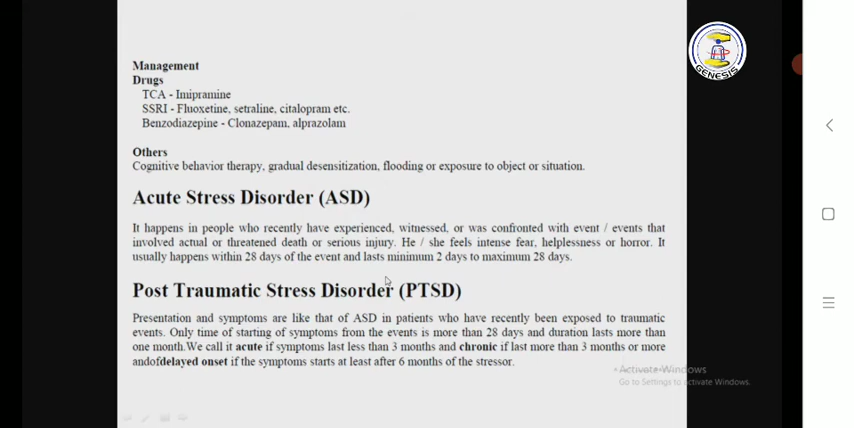 GENESIS
Management
Drugs
TCA - Imipramine
SSRI - Fluoxetine, setraline, citalopram etc.
Benzodiazepine - Clonazepam, alprazolam
Others
Cognitive behavior therapy, gradual desensitization, flooding or exposure to object or situation.
Acute Stress Disorder (ASD)
It happens in people who recently have experienced, witnessed, or was confronted with event / events that
involved actual or threatened death or serious injury. He / she feels intense fear, helplessness or horror. It
usually happens within 28 days of the event and lasts minimum 2 days to maximum 28 days.
Post Traumatic Stress Disorder (PTSD)
Presentation and symptoms are like that of ASD in patients who have recently been exposed to traumatic
events. Only time of starting of symptoms from the events is more than 28 days and duration lasts more than
one month.We call it acute if symptoms last less than 3 months and chronic if last more than 3 months or more
andofdelayed onset if the symptoms starts at least after 6 months of the stressor.
Activate Windows
Go to Settings to activate Windows.